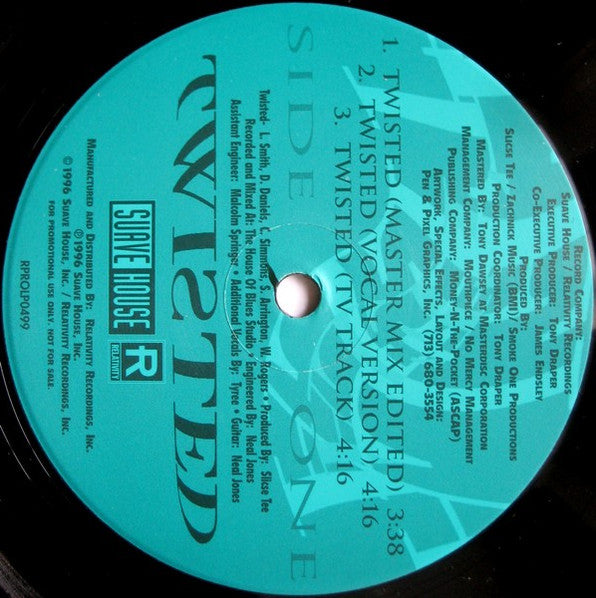 Record Company:
Suave House / Relativity Recordings
Executive Producer: Tony Draper
Co-Executive Producer: James Endsley
Produced By:
Slicse Tee / Zachnick Music (BMI)/ Smoke One Productions
Production Coordinator: Tony Draper
Mastered By: Tony Dawsey at Masterdisc Corporation
Management Company: Mouthpiece / No Mercy Management
Publishing Company: Money-N-The-Pocket (ASCAP)
Artwork, Special Effects, Layout and Design:
Pen & Pixel Graphics, Inc. (713) 680-3554
1. TWISTED (MASTER MIX EDITED) 3:38
2. TWISTED (VOCAL VERSION) 4:16
3. TWISTED (TV TRACK) 4:16
SIDE ONE
Twisted- L. Smith, D. Daniels, C. Simmons, S. Arrington, W. Rogers • Produced By: Slicse Tee
Recorded and Mixed At: The House Of Blues Studio • Engineered By: Neal Jones
Assistant Engineer: Malcolm Springer • Additional Vocals By: Tyree • Guitar: Neal Jones
TWISTED
SUAVE HOUSE
R
RELATIVITY
Manufactured and Distributed By: Relativity Recordings, Inc.
℗1996 Suave House Inc.
©1996 Suave House, Inc. / Relativity Recordings, Inc.
FOR PROMOTIONAL USE ONLY. NOT FOR SALE.
RPROLP0499